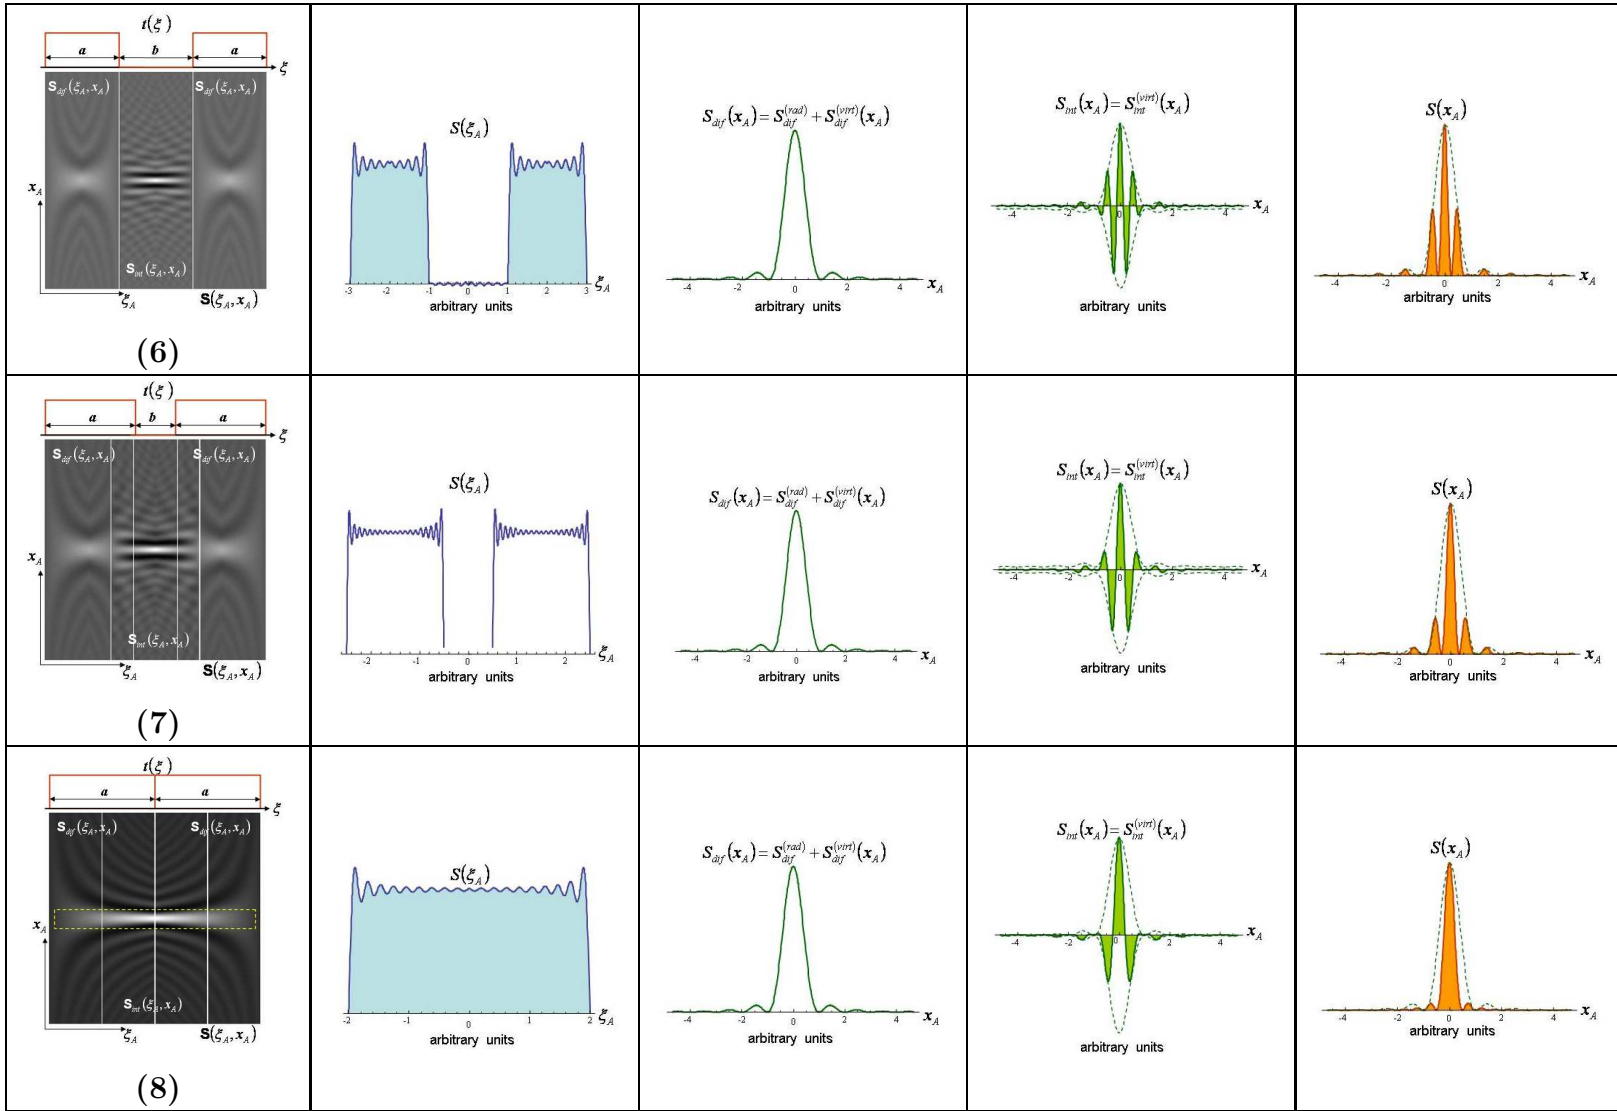 t(ξ)
a b a
ξ
S_dif(ξ_A, x_A) S_dif(ξ_A, x_A)
x_A
S_int(ξ_A, x_A)
ξ_A S(ξ_A, x_A)
(6)
S(ξ_A)
-3 -2 -1 0 1 2 3 ξ_A
arbitrary units
S_dif(x_A) = S_dif^(rad) + S_dif^(virt)(x_A)
-4 -2 0 2 4 x_A
arbitrary units
S_int(x_A) = S_int^(virt)(x_A)
-4 -2 0 2 4 x_A
arbitrary units
S(x_A)
-4 -2 0 2 4 x_A
arbitrary units
t(ξ)
a b a
ξ
S_dif(ξ_A, x_A) S_dif(ξ_A, x_A)
x_A
S_int(ξ_A, x_A)
ξ_A S(ξ_A, x_A)
(7)
S(ξ_A)
-2 -1 0 1 2 ξ_A
arbitrary units
S_dif(x_A) = S_dif^(rad) + S_dif^(virt)(x_A)
-4 -2 0 2 4 x_A
arbitrary units
S_int(x_A) = S_int^(virt)(x_A)
-4 -2 0 2 4 x_A
arbitrary units
S(x_A)
-4 -2 0 2 4 x_A
arbitrary units
t(ξ)
a a
ξ
S_dif(ξ_A, x_A) S_dif(ξ_A, x_A)
x_A
S_int(ξ_A, x_A)
ξ_A S(ξ_A, x_A)
(8)
S(ξ_A)
-2 -1 0 1 2 ξ_A
arbitrary units
S_dif(x_A) = S_dif^(rad) + S_dif^(virt)(x_A)
-4 -2 0 2 4 x_A
arbitrary units
S_int(x_A) = S_int^(virt)(x_A)
-4 -2 0 2 4 x_A
arbitrary units
S(x_A)
-4 -2 0 2 4 x_A
arbitrary units